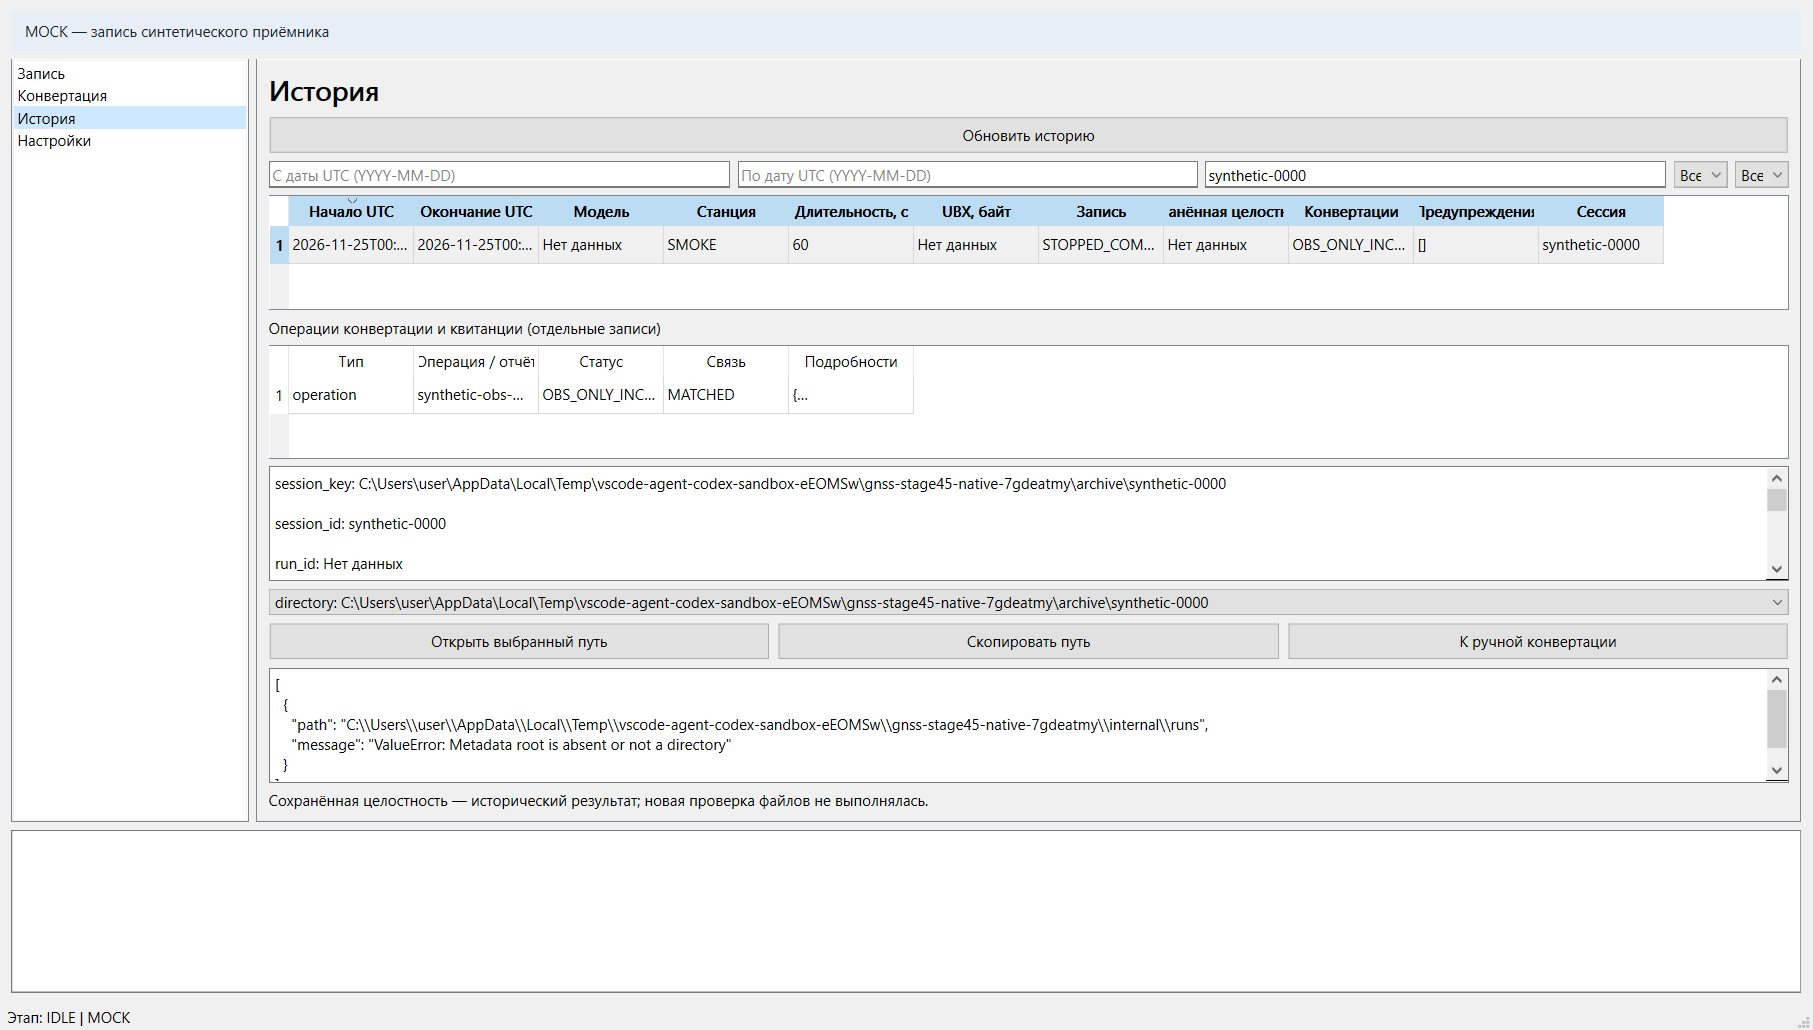 МОСК — запись синтетического приёмника
Запись
Конвертация
История
Настройки
История
Обновить историю
С даты UTC (YYYY-MM-DD) По дату UTC (YYYY-MM-DD) synthetic-0000 Все Все
Начало UTC Окончание UTC Модель Станция Длительность, с UBX, байт Запись анённая целостн Конвертации Предупреждения Сессия
1 2026-11-25T00:... 2026-11-25T00:... Нет данных SMOKE 60 Нет данных STOPPED_COM... Нет данных OBS_ONLY_INC... [] synthetic-0000
Операции конвертации и квитанции (отдельные записи)
Тип Операция / отчёт Статус Связь Подробности
1 operation synthetic-obs-... OBS_ONLY_INC... MATCHED {...
session_key: C:\Users\user\AppData\Local\Temp\vscode-agent-codex-sandbox-eEOMSw\gnss-stage45-native-7gdeatmy\archive\synthetic-0000
session_id: synthetic-0000
run_id: Нет данных
directory: C:\Users\user\AppData\Local\Temp\vscode-agent-codex-sandbox-eEOMSw\gnss-stage45-native-7gdeatmy\archive\synthetic-0000
Открыть выбранный путь Скопировать путь К ручной конвертации
[
{
"path": "C:\\Users\\user\\AppData\\Local\\Temp\\vscode-agent-codex-sandbox-eEOMSw\\gnss-stage45-native-7gdeatmy\\internal\\runs",
"message": "ValueError: Metadata root is absent or not a directory"
}
Сохранённая целостность — исторический результат; новая проверка файлов не выполнялась.
Этап: IDLE | МОСК